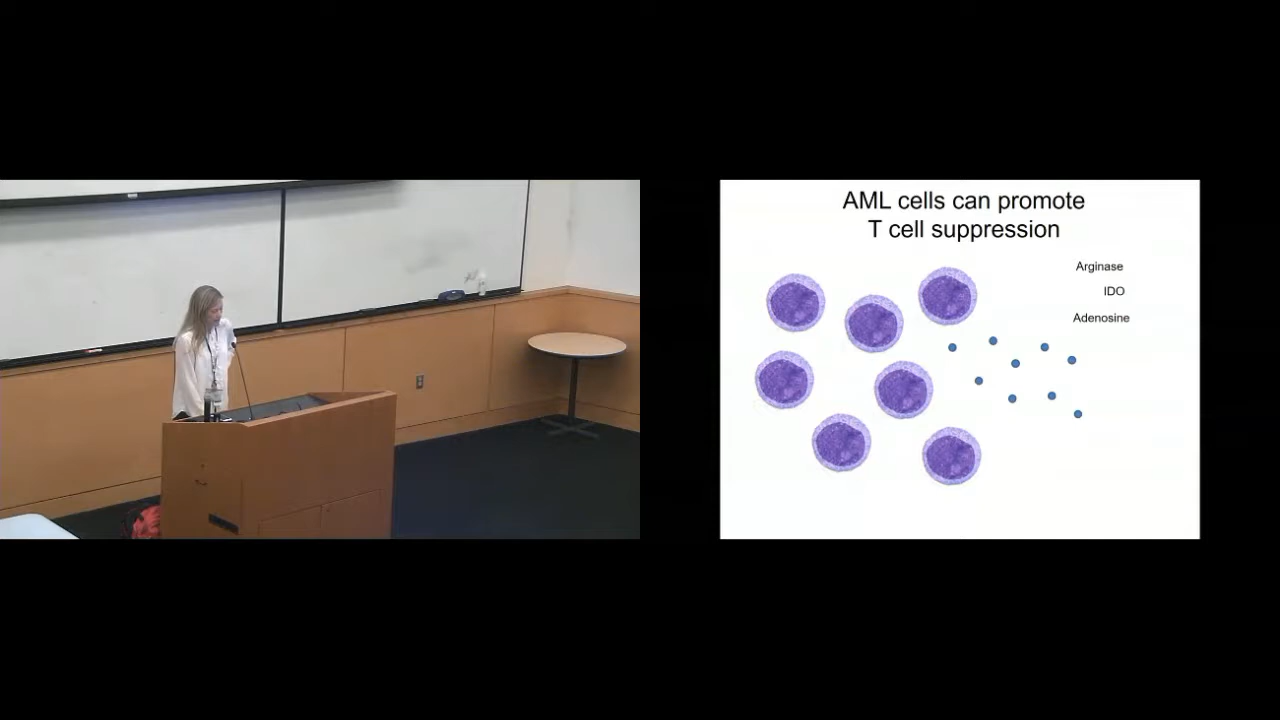 AML cells can promote
T cell suppression
Arginase
IDO
Adenosine